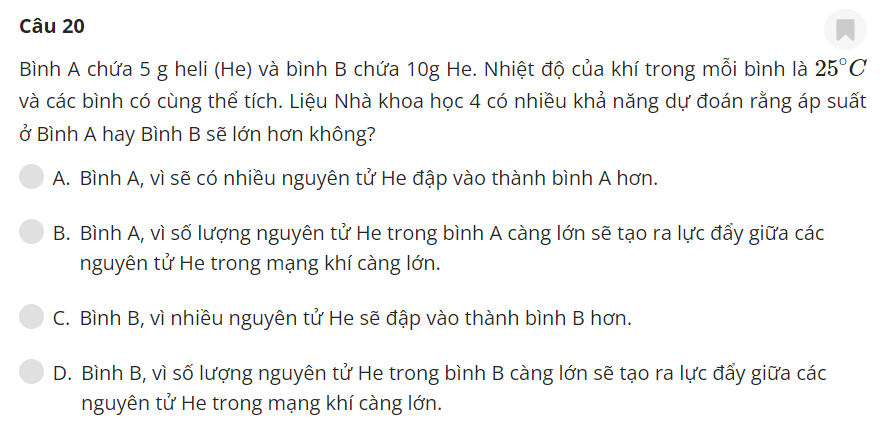 Câu 20
Bình A chứa 5 g heli (He) và bình B chứa 10g He. Nhiệt độ của khí trong mỗi bình là 25°C
và các bình có cùng thể tích. Liệu Nhà khoa học 4 có nhiều khả năng dự đoán rằng áp suất
ở Bình A hay Bình B sẽ lớn hơn không?
A. Bình A, vì sẽ có nhiều nguyên tử He đập vào thành bình A hơn.
B. Bình A, vì số lượng nguyên tử He trong bình A càng lớn sẽ tạo ra lực đẩy giữa các
nguyên tử He trong mạng khí càng lớn.
C. Bình B, vì nhiều nguyên tử He sẽ đập vào thành bình B hơn.
D. Bình B, vì số lượng nguyên tử He trong bình B càng lớn sẽ tạo ra lực đẩy giữa các
nguyên tử He trong mạng khí càng lớn.